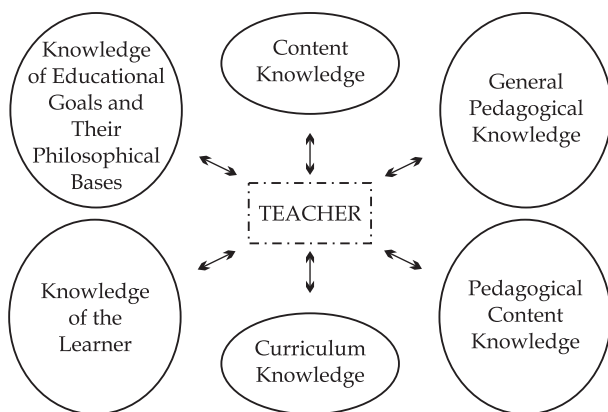 Knowledge
of Educational
Goals and
Their
Philosophical
Bases
Content
Knowledge
General
Pedagogical
Knowledge
TEACHER
Knowledge
of the
Learner
Curriculum
Knowledge
Pedagogical
Content
Knowledge